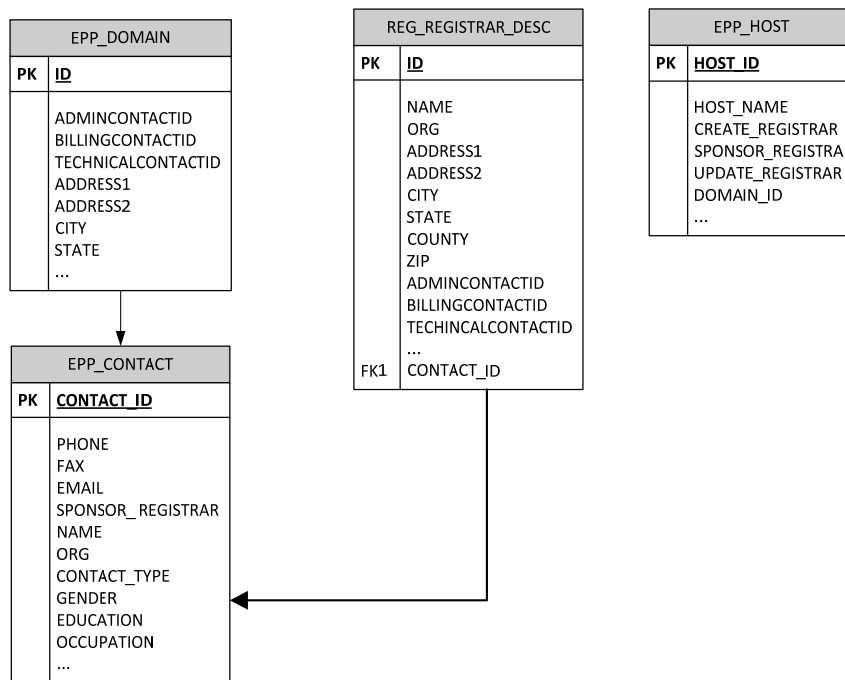 EPP_DOMAIN
PK ID
ADMINCONTACTID
BILLINGCONTACTID
TECHNICALCONTACTID
ADDRESS1
ADDRESS2
CITY
STATE
...
EPP_CONTACT
PK CONTACT_ID
PHONE
FAX
EMAIL
SPONSOR_ REGISTRAR
NAME
ORG
CONTACT_TYPE
GENDER
EDUCATION
OCCUPATION
...
REG_REGISTRAR_DESC
PK ID
NAME
ORG
ADDRESS1
ADDRESS2
CITY
STATE
COUNTY
ZIP
ADMINCONTACTID
BILLINGCONTACTID
TECHINCALCONTACTID
...
FK1 CONTACT_ID
EPP_HOST
PK HOST_ID
HOST_NAME
CREATE_REGISTRAR
SPONSOR_REGISTRA
UPDATE_REGISTRAR
DOMAIN_ID
...